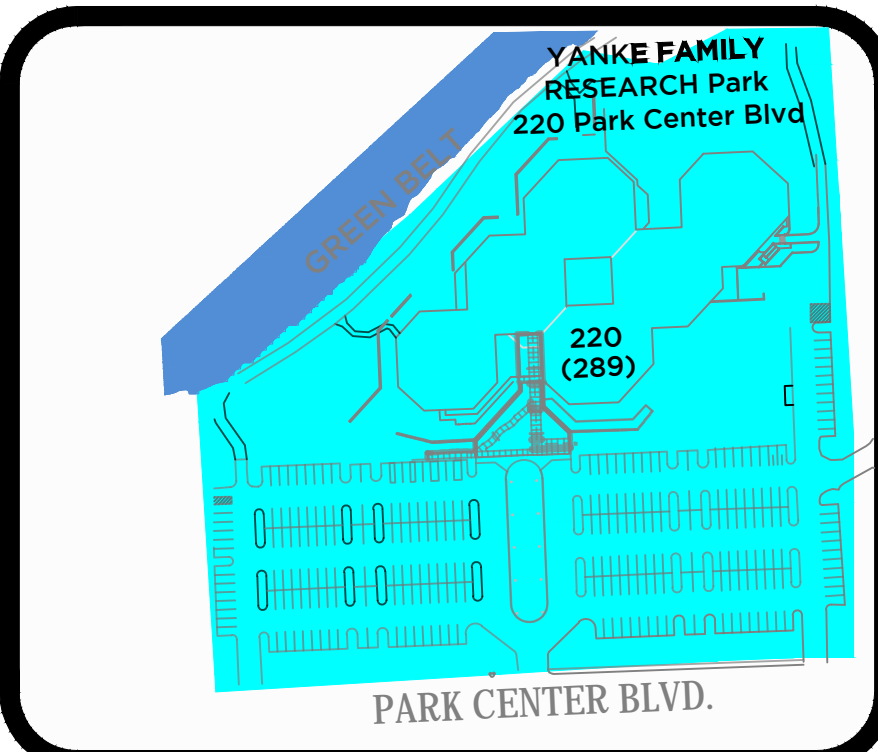 YANKE FAMILY
RESEARCH Park
220 Park Center Blvd
GREEN BELT
220
(289)
PARK CENTER BLVD.